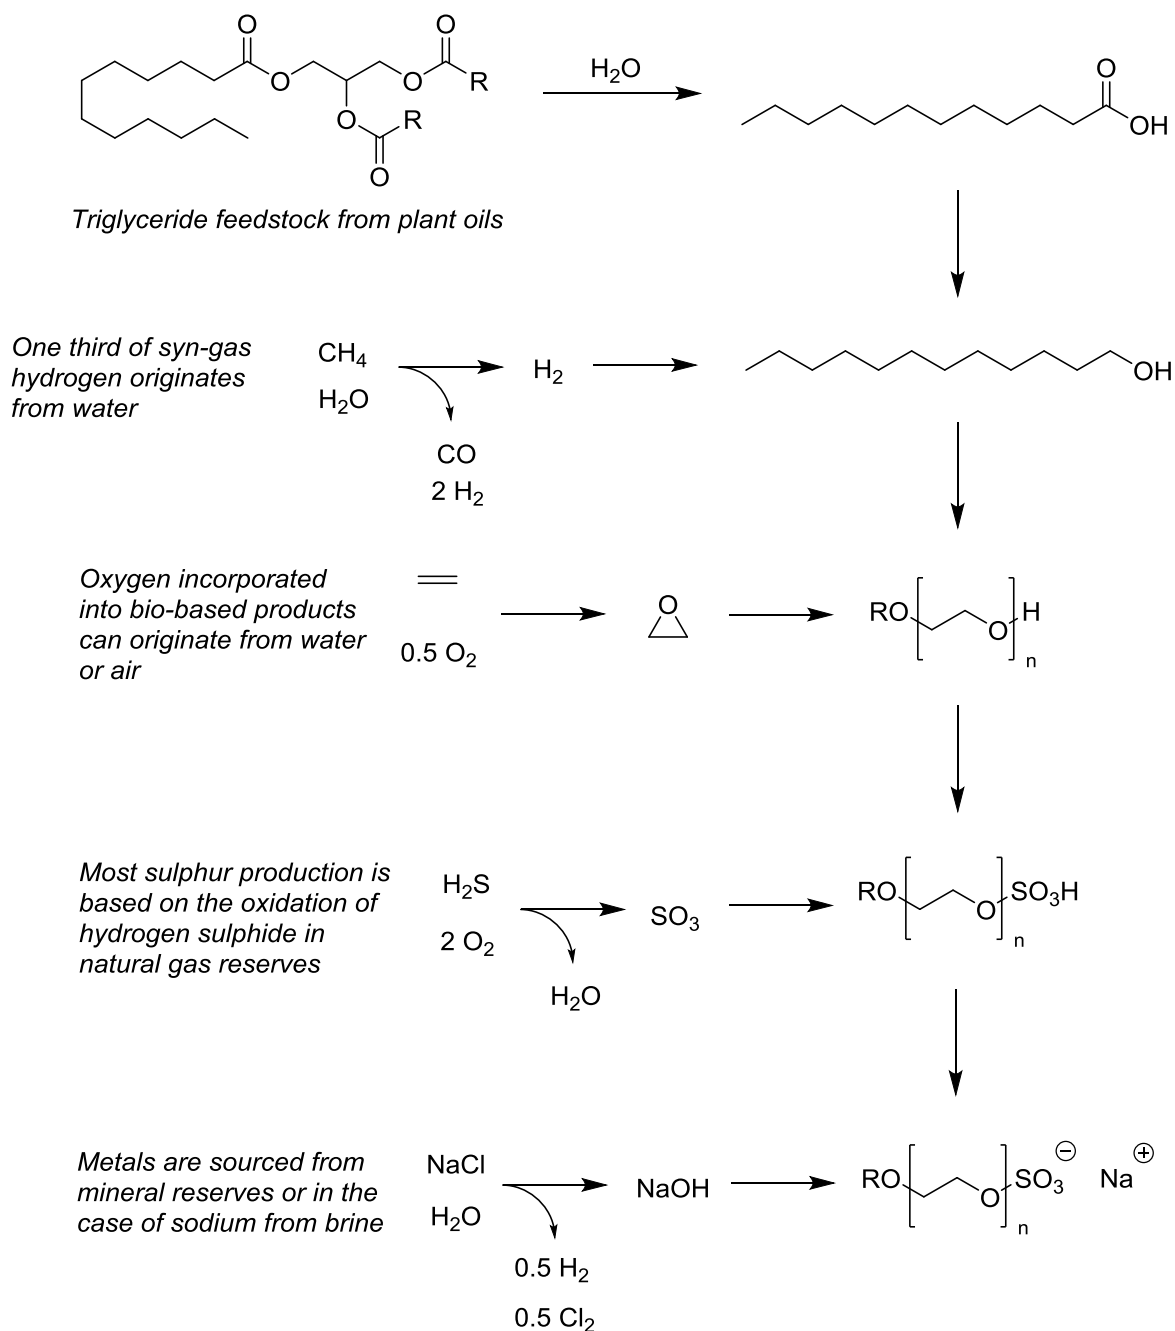 O
O
H₂O
O
O
O
R
O
R
O
OH
Triglyceride feedstock from plant oils
One third of syn-gas
hydrogen originates
from water
CH₄
H₂O
H₂
OH
CO
2 H₂
Oxygen incorporated
into bio-based products
can originate from water
or air
0.5 O₂
O
RO
O
H
n
Most sulphur production is
based on the oxidation of
hydrogen sulphide in
natural gas reserves
H₂S
2 O₂
H₂O
SO₃
RO
O
SO₃H
n
Metals are sourced from
mineral reserves or in the
case of sodium from brine
NaCl
H₂O
0.5 H₂
0.5 Cl₂
NaOH
RO
O
SO₃
−
n
Na
+